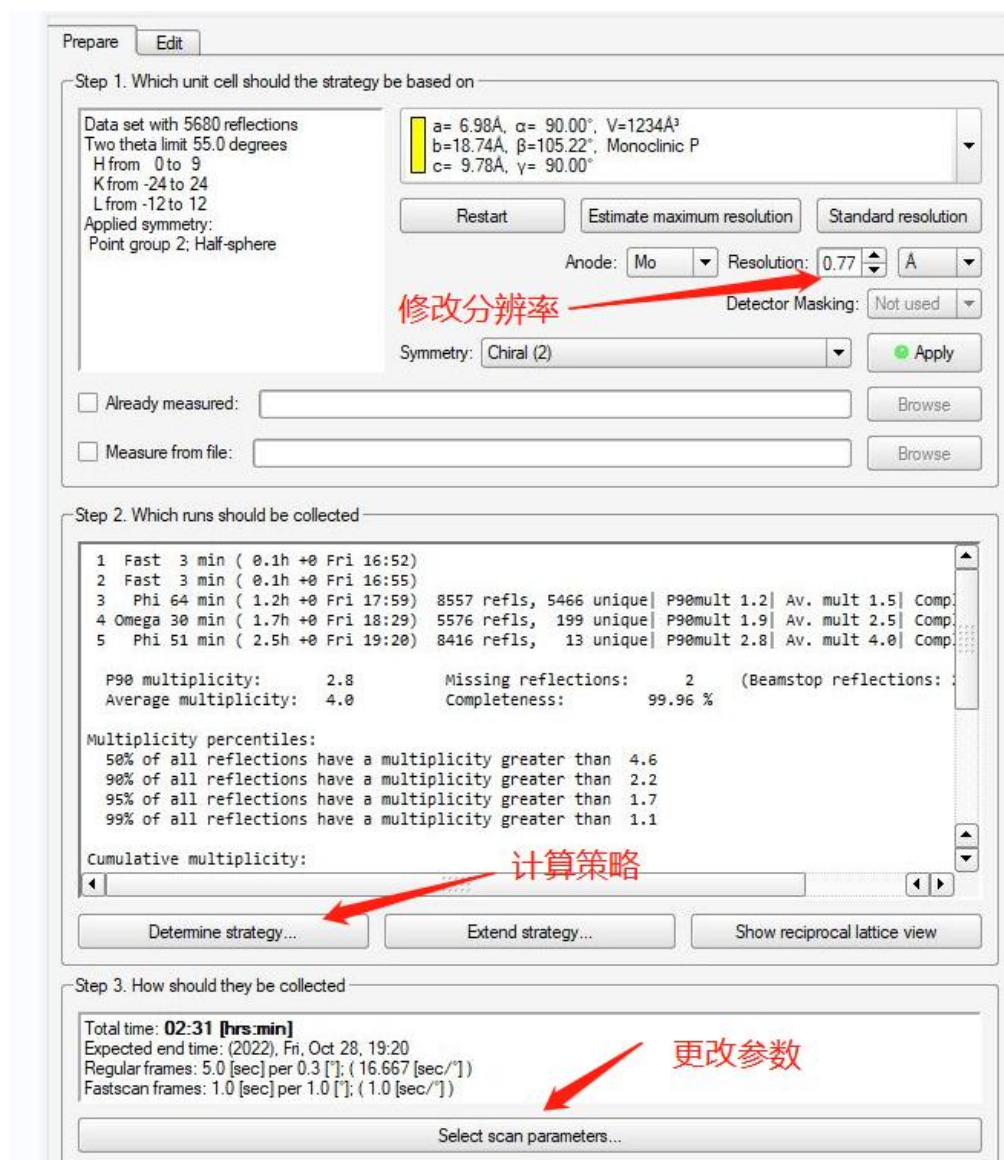 Prepare
Edit
Step 1. Which unit cell should the strategy be based on
Data set with 5680 reflections
Two theta limit 55.0 degrees
H from 0 to 9
K from -24 to 24
L from -12 to 12
Applied symmetry:
Point group 2; Half-sphere
a= 6.98Å, α= 90.00°, V=1234Å³
b=18.74Å, β=105.22°, Monoclinic P
c= 9.78Å, γ= 90.00°
Restart
Estimate maximum resolution
Standard resolution
Anode: Mo
Resolution: 0.77 Å
修改分辨率
Detector Masking: Not used
Symmetry: Chiral (2)
Apply
Already measured:
Browse
Measure from file:
Browse
Step 2. Which runs should be collected
1 Fast 3 min ( 0.1h +0 Fri 16:52)
2 Fast 3 min ( 0.1h +0 Fri 16:55)
3 Phi 64 min ( 1.2h +0 Fri 17:59) 8557 refls, 5466 unique| P90mult 1.2| Av. mult 1.5| Compl
4 Omega 30 min ( 1.7h +0 Fri 18:29) 5576 refls, 199 unique| P90mult 1.9| Av. mult 2.5| Comp
5 Phi 51 min ( 2.5h +0 Fri 19:20) 8416 refls, 13 unique| P90mult 2.8| Av. mult 4.0| Comp
P90 multiplicity: 2.8 Missing reflections: 2 (Beamstop reflections:
Average multiplicity: 4.0 Completeness: 99.96 %
Multiplicity percentiles:
50% of all reflections have a multiplicity greater than 4.6
90% of all reflections have a multiplicity greater than 2.2
95% of all reflections have a multiplicity greater than 1.7
99% of all reflections have a multiplicity greater than 1.1
Cumulative multiplicity:
计算策略
Determine strategy...
Extend strategy...
Show reciprocal lattice view
Step 3. How should they be collected
Total time: 02:31 [hrs:min]
Expected end time: (2022), Fri, Oct 28, 19:20
Regular frames: 5.0 [sec] per 0.3 [°]; ( 16.667 [sec/°] )
Fastscan frames: 1.0 [sec] per 1.0 [°]; ( 1.0 [sec/°] )
更改参数
Select scan parameters...